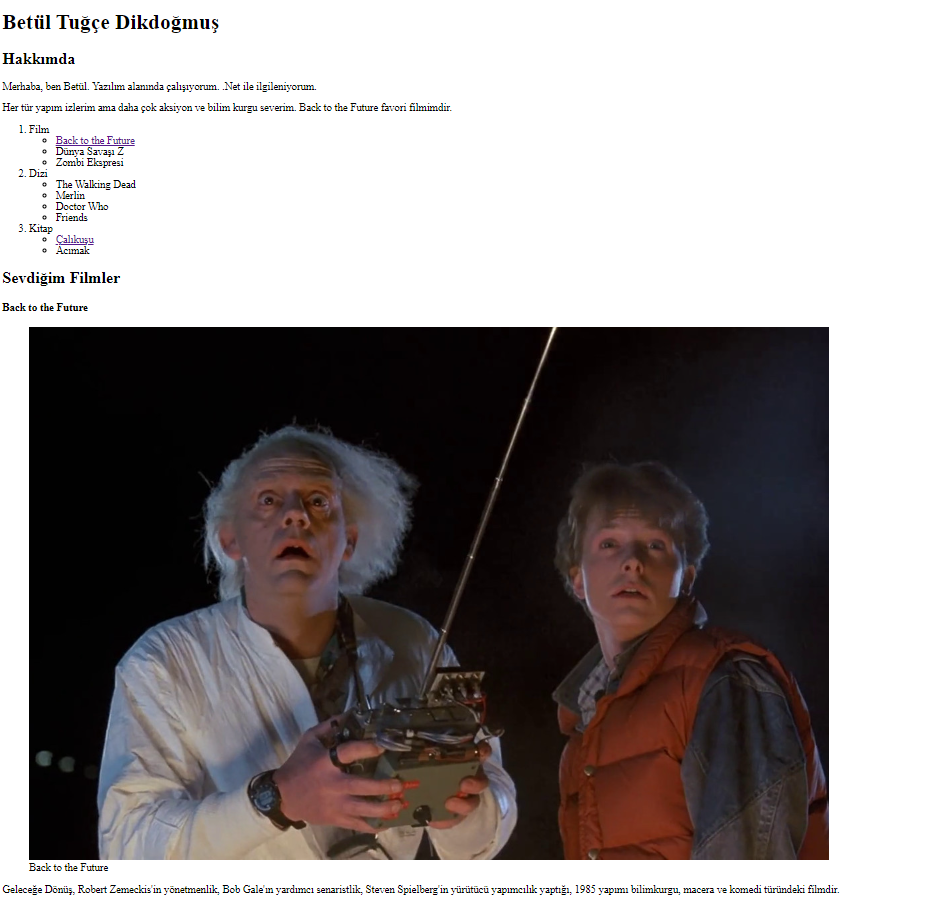 Betül Tuğçe Dikdoğmuş
Hakkımda
Merhaba, ben Betül. Yazılım alanında çalışıyorum. .Net ile ilgileniyorum.
Her tür yapım izlerim ama daha çok aksiyon ve bilim kurgu severim. Back to the Future favori filmimdir.
1. Film
Back to the Future
Dünya Savaşı Z
Zombi Ekspresi
2. Dizi
The Walking Dead
Merlin
Doctor Who
Friends
3. Kitap
Çalıkuşu
Acımak
Sevdiğim Filmler
Back to the Future
Back to the Future
Geleceğe Dönüş, Robert Zemeckis'in yönetmenlik, Bob Gale'ın yardımcı senaristlik, Steven Spielberg'in yürütücü yapımcılık yaptığı, 1985 yapımı bilimkurgu, macera ve komedi türündeki filmdir.